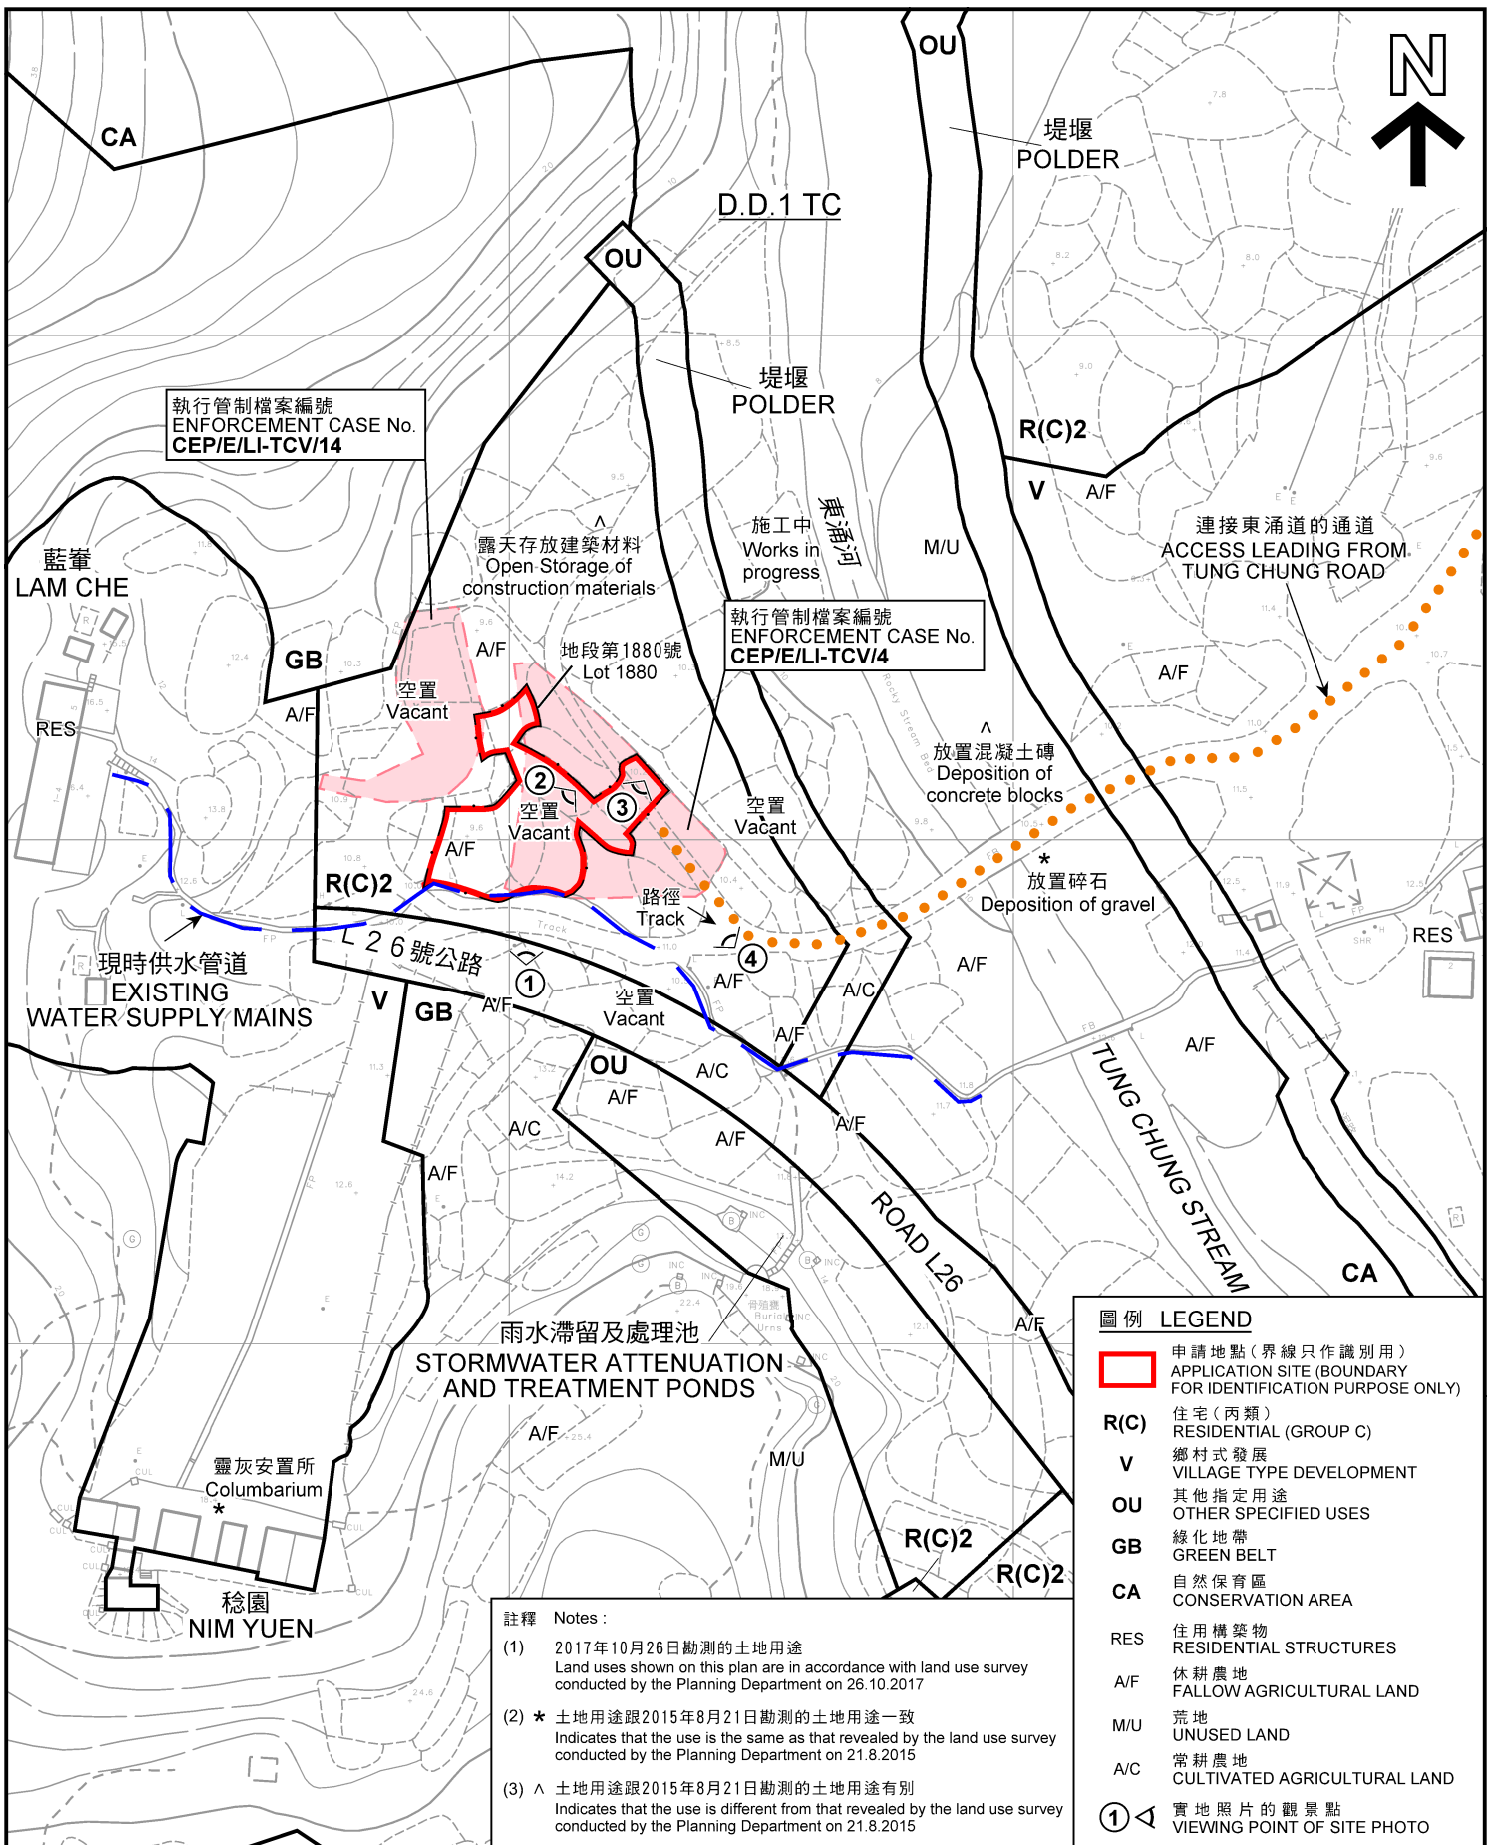 CA
OU
N
堤堰
POLDER
D.D.1 TC
OU
堤堰
POLDER
執行管制檔案編號
ENFORCEMENT CASE No.
CEP/E/LI-TCV/14
R(C)2
V
A/F
藍輋
LAM CHE
露天存放建築材料
Open Storage of
construction materials
^
施工中
Works in
progress
東涌河
M/U
連接東涌道的通道
ACCESS LEADING FROM
TUNG CHUNG ROAD
執行管制檔案編號
ENFORCEMENT CASE No.
CEP/E/LI-TCV/4
GB
A/F
A/F
地段第1880號
Lot 1880
空置
Vacant
A/F
RES
Rocky Stream Bed
^
放置混凝土磚
Deposition of
concrete blocks
2
3
空置
Vacant
空置
Vacant
A/F
R(C)2
*
放置碎石
Deposition of gravel
路徑
Track
Track
L26號公路
4
1
A/F
A/F
A/C
A/F
RES
現時供水管道
EXISTING
WATER SUPPLY MAINS
V
GB
A/F
空置
Vacant
A/F
A/F
OU
A/C
A/F
A/C
A/F
A/F
A/F
TUNG CHUNG STREAM
ROAD L26
CA
A/F
骨殖甕
Burial
Urns
雨水滯留及處理池
STORMWATER ATTENUATION
AND TREATMENT PONDS
A/F
M/U
靈灰安置所
Columbarium
*
稔園
NIM YUEN
R(C)2
R(C)2
圖例 LEGEND
申請地點(界線只作識別用)
APPLICATION SITE (BOUNDARY
FOR IDENTIFICATION PURPOSE ONLY)
R(C) 住宅(丙類)
RESIDENTIAL (GROUP C)
V 鄉村式發展
VILLAGE TYPE DEVELOPMENT
OU 其他指定用途
OTHER SPECIFIED USES
GB 綠化地帶
GREEN BELT
CA 自然保育區
CONSERVATION AREA
RES 住用構築物
RESIDENTIAL STRUCTURES
A/F 休耕農地
FALLOW AGRICULTURAL LAND
M/U 荒地
UNUSED LAND
A/C 常耕農地
CULTIVATED AGRICULTURAL LAND
1 實地照片的觀景點
VIEWING POINT OF SITE PHOTO
註釋 Notes :
(1) 2017年10月26日勘測的土地用途
Land uses shown on this plan are in accordance with land use survey
conducted by the Planning Department on 26.10.2017
(2) * 土地用途跟2015年8月21日勘測的土地用途一致
Indicates that the use is the same as that revealed by the land use survey
conducted by the Planning Department on 21.8.2015
(3) ^ 土地用途跟2015年8月21日勘測的土地用途有別
Indicates that the use is different from that revealed by the land use survey
conducted by the Planning Department on 21.8.2015